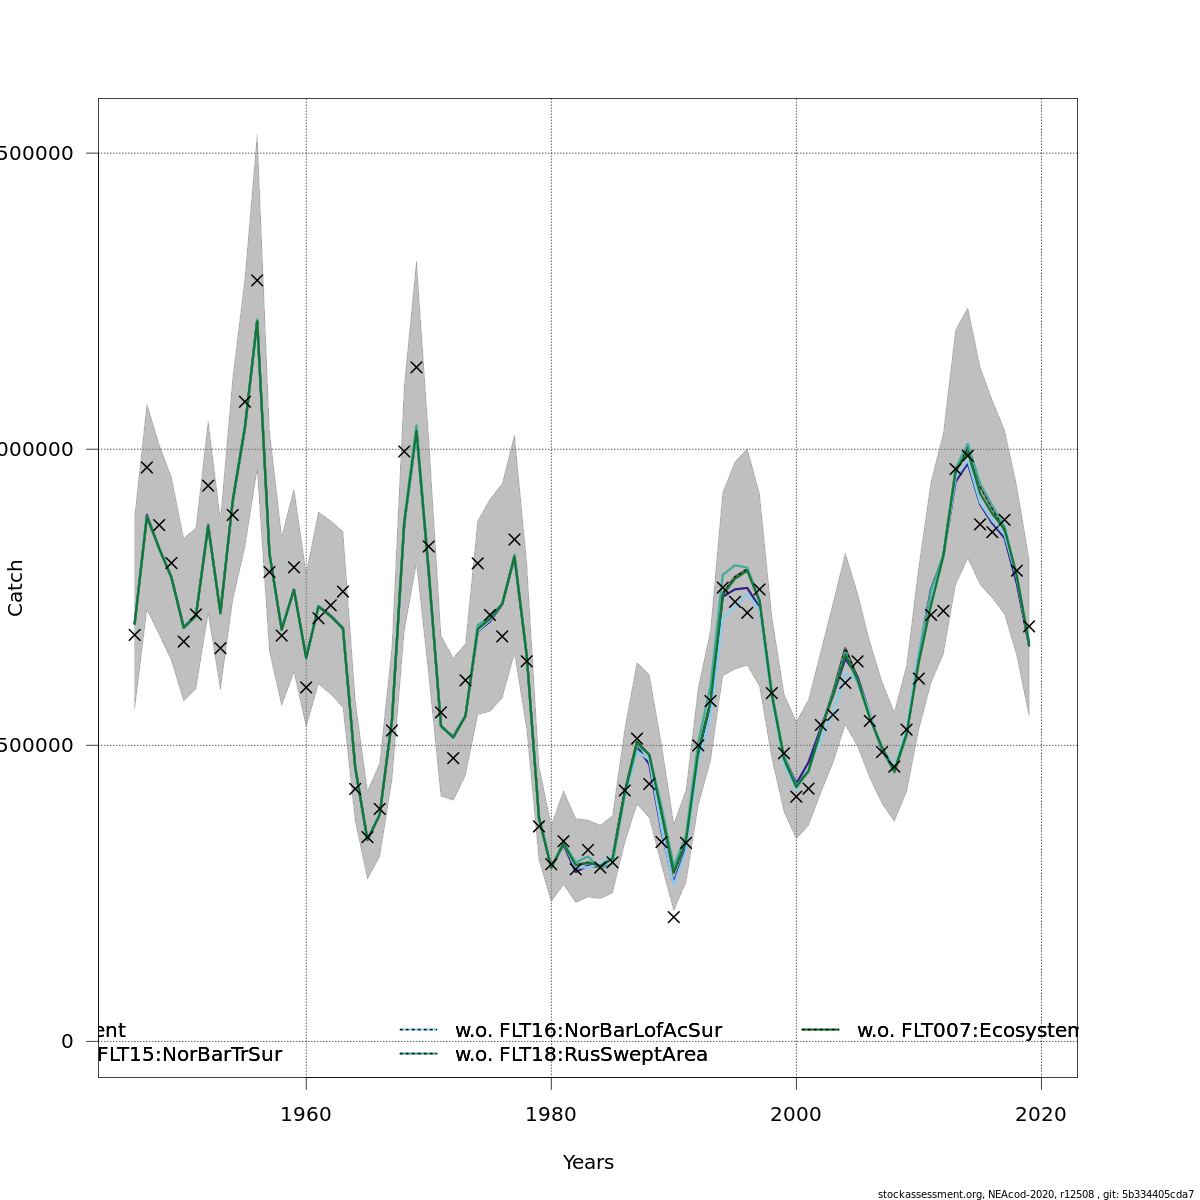 500000
000000
500000
0
Catch
ent
FLT15:NorBarTrSur
w.o. FLT16:NorBarLofAcSur
w.o. FLT18:RusSweptArea
w.o. FLT007:Ecosystem
1960
1980
2000
2020
Years
stockassessment.org, NEAcod-2020, r12508 , git: 5b334405cda7